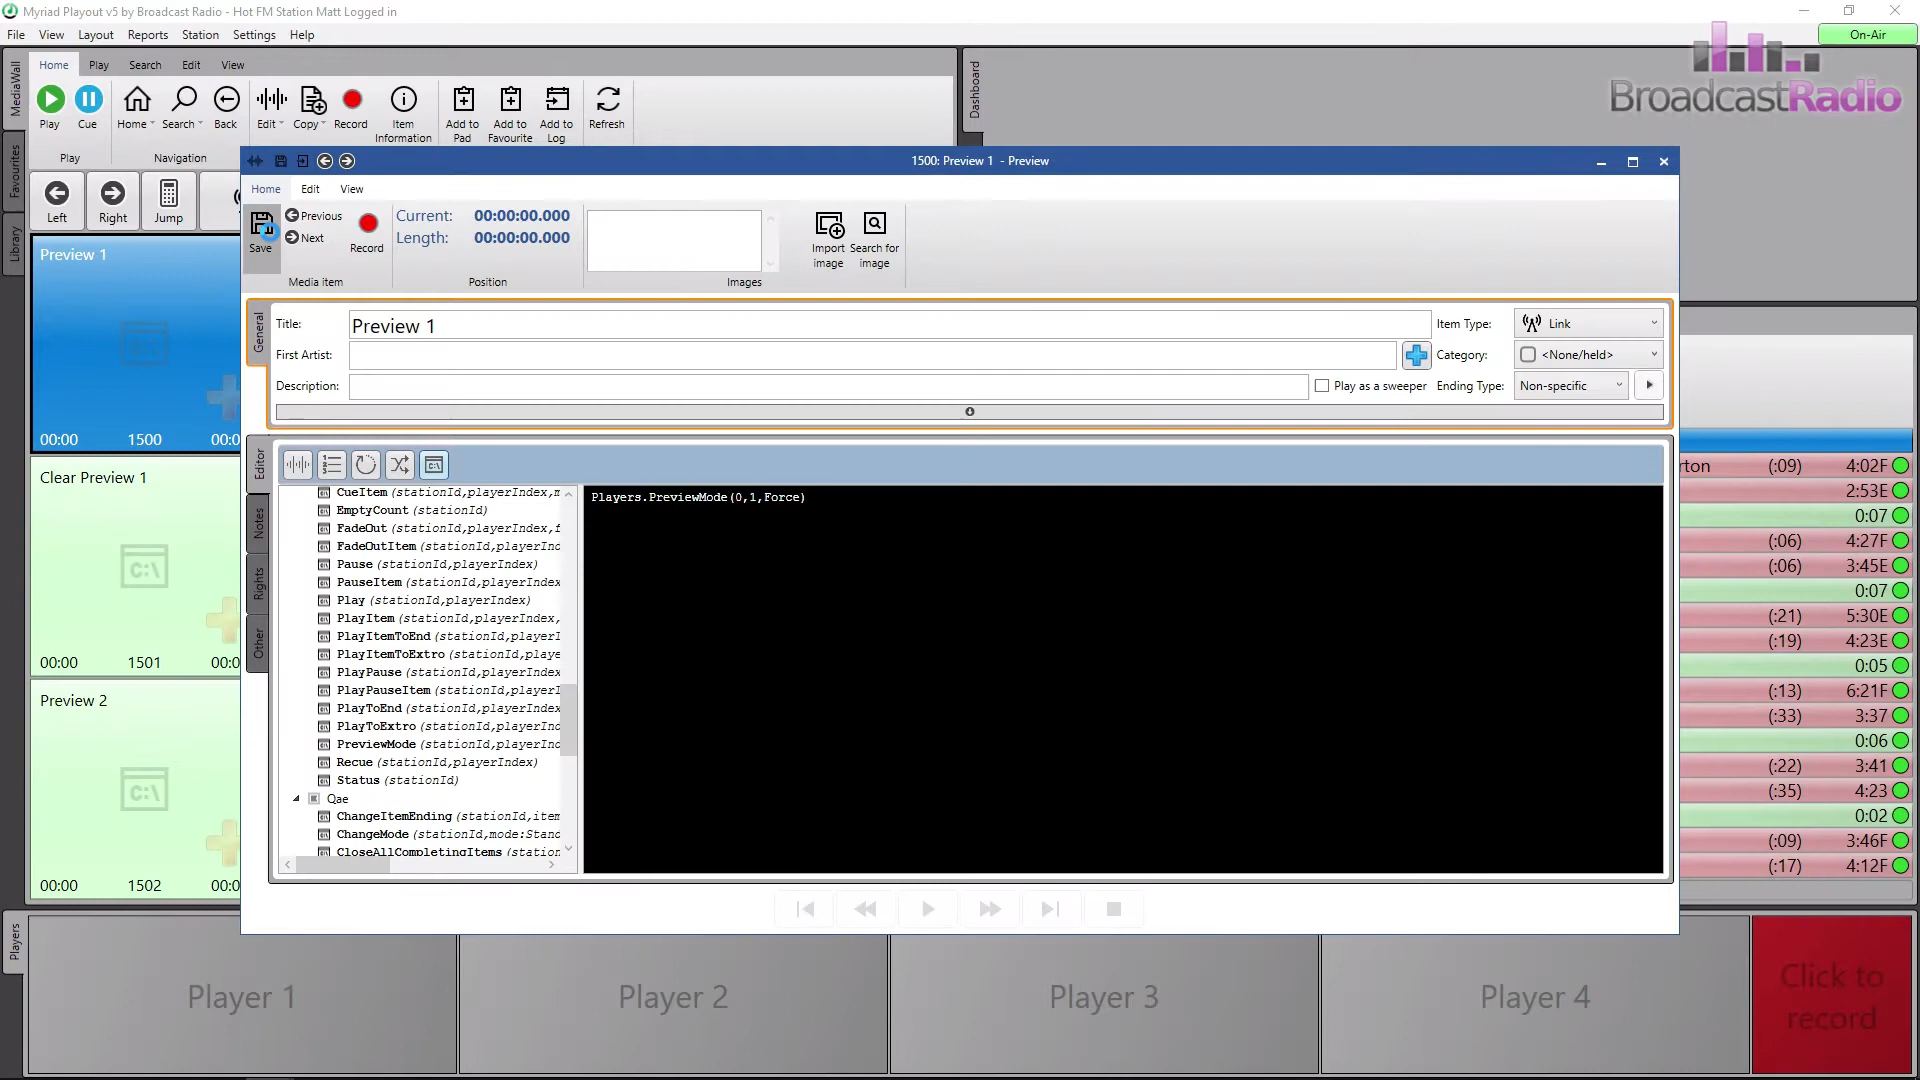 Myriad Playout v5 by Broadcast Radio - Hot FM Station Matt Logged in
File View Layout Reports Station Settings Help
On-Air
BroadcastRadio
MediaWall
Favourites
Library
Home Play Search Edit View
Play Cue Home Search Back Edit Copy Record Item Information Add to Pad Add to Favourite Add to Log Refresh
Play Navigation
Left Right Jump
Dashboard
Preview 1
00:00 1500 00:0
Clear Preview 1
C:\
00:00 1501 00:0
Preview 2
C:\
00:00 1502 00:0
1500: Preview 1 - Preview
Home Edit View
Save Previous Next Record
Media item
Current: 00:00:00.000
Length: 00:00:00.000
Position
Images
Import image Search for image
General
Title: Preview 1 Item Type: Link
First Artist: Category: <None/held>
Description: Play as a sweeper Ending Type: Non-specific
Editor
Notes
Rights
Other
CueItem (stationId,playerIndex,m
EmptyCount (stationId)
FadeOut (stationId,playerIndex,f
FadeOutItem (stationId,playerInd
Pause (stationId,playerIndex)
PauseItem (stationId,playerIndex
Play (stationId,playerIndex)
PlayItem (stationId,playerIndex,
PlayItemToEnd (stationId,playerI
PlayItemToExtro (stationId,playe
PlayPause (stationId,playerIndex
PlayPauseItem (stationId,playerI
PlayToEnd (stationId,playerIndex
PlayToExtro (stationId,playerInd
PreviewMode (stationId,playerInd
Recue (stationId,playerIndex)
Status (stationId)
Qae
ChangeItemEnding (stationId,item
ChangeMode (stationId,mode:Stand
CloseAllCompletingItems (station
Players.PreviewMode(0,1,Force)
rton (:09) 4:02F
2:53E
0:07
(:06) 4:27F
(:06) 3:45E
0:07
(:21) 5:30E
(:19) 4:23E
0:05
(:13) 6:21F
(:33) 3:37
0:06
(:22) 3:41
(:35) 4:23
0:02
(:09) 3:46F
(:17) 4:12F
Players
Player 1
Player 2
Player 3
Player 4
Click to
record